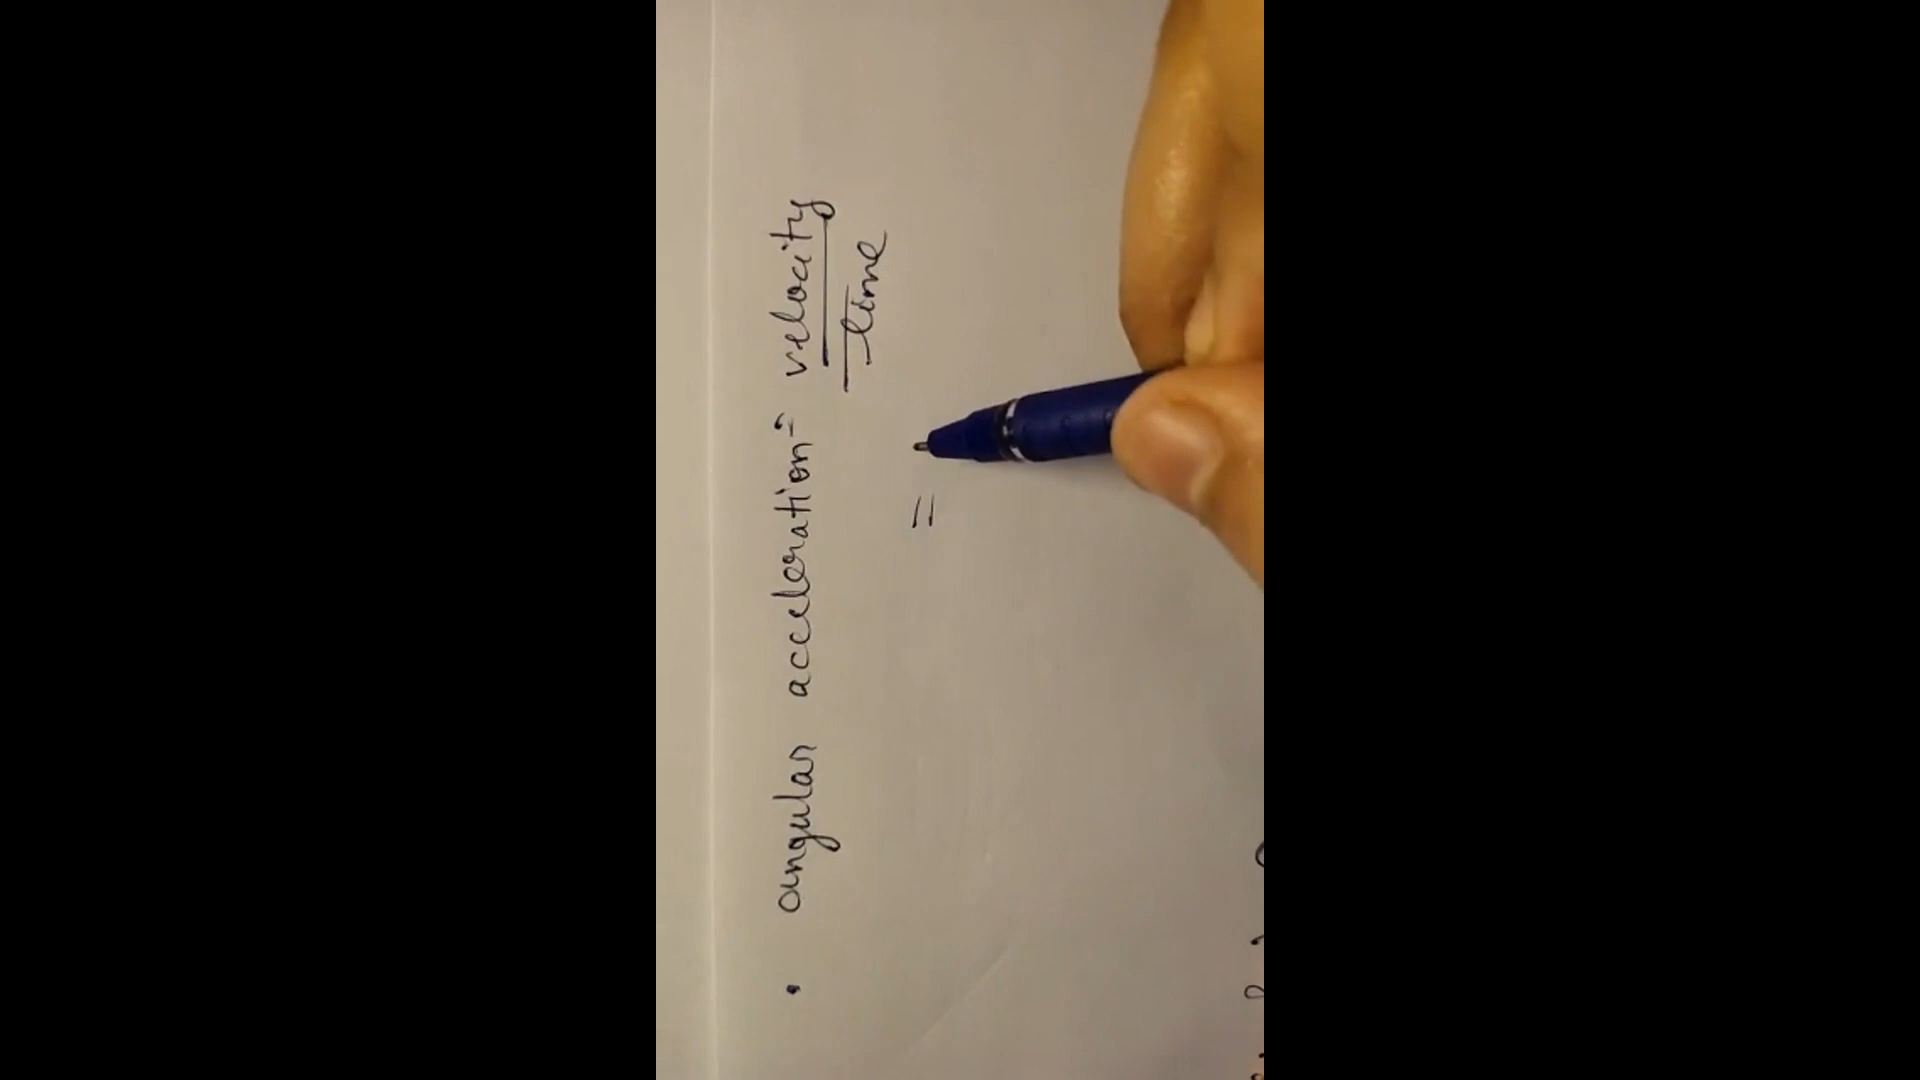 • angular acceleration = velocity
time
=